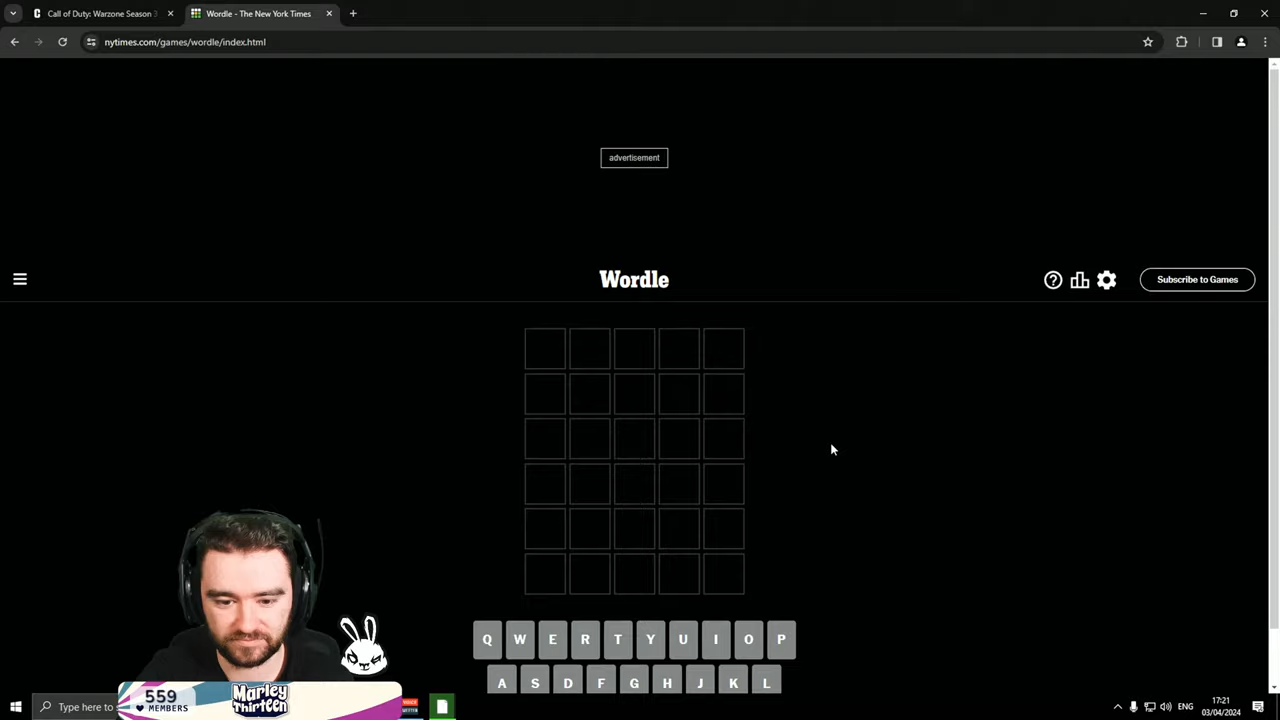 Call of Duty: Warzone Season 3
Wordle - The New York Times
nytimes.com/games/wordle/index.html
advertisement
Wordle
Subscribe to Games
Q W E R T Y U I O P
A S D F G H J K L
559
MEMBERS
Marley
Thirteen
Type here to
VOICE
ENG
17:21
03/04/2024